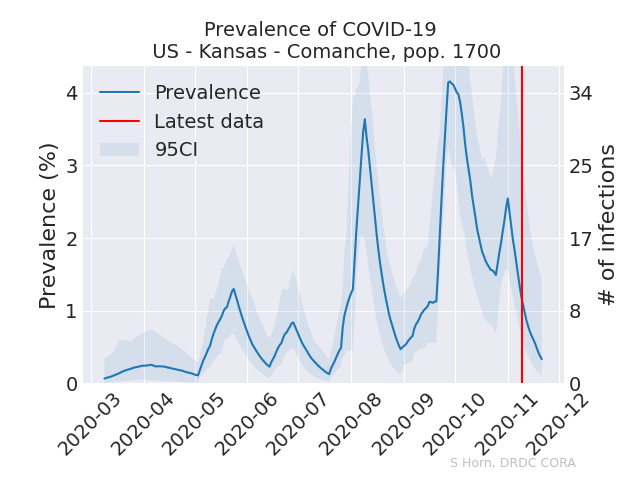 Prevalence of COVID-19
US - Kansas - Comanche, pop. 1700
Prevalence
Latest data
95CI
Prevalence (%)
4
3
2
1
0
34
25
17
8
0
# of infections
2020-03
2020-04
2020-05
2020-06
2020-07
2020-08
2020-09
2020-10
2020-11
2020-12
S Horn, DRDC CORA